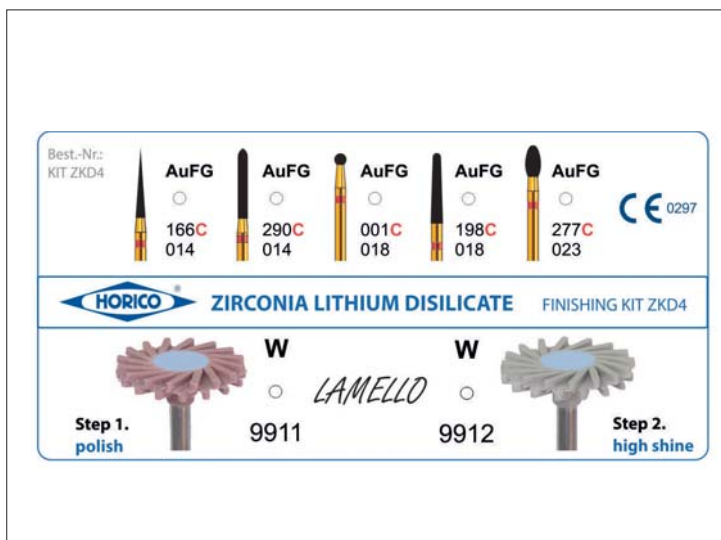 Best.-Nr.:
KIT ZKD4
AuFG
166C
014
AuFG
290C
014
AuFG
001C
018
AuFG
198C
018
AuFG
277C
023
CE 0297
HORICO®
ZIRCONIA LITHIUM DISILICATE
FINISHING KIT ZKD4
Step 1.
polish
W
9911
LAMELLO
W
9912
Step 2.
high shine